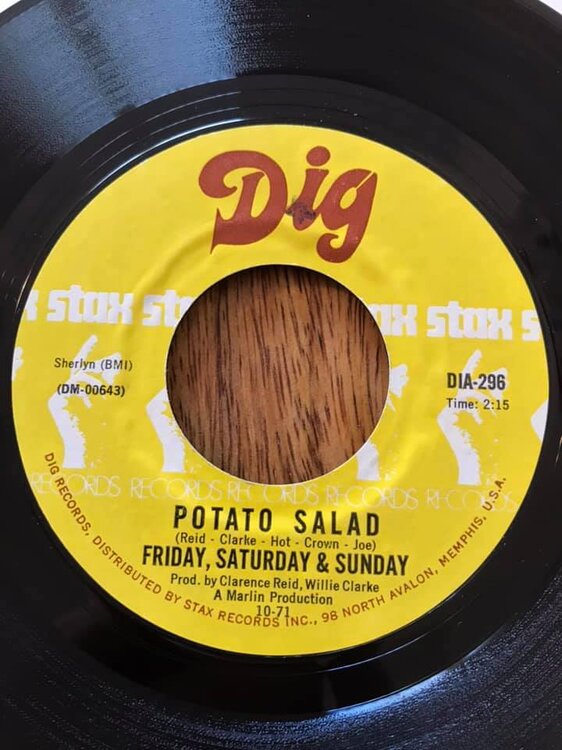 Dig
stax stax stax stax
Sherlyn (BMI)
(DM-00643)
DIA-296
Time: 2:15
RECORDS RECORDS RECORDS RECORDS RECORDS
POTATO SALAD
(Reid - Clarke - Hot - Crown - Joe)
FRIDAY, SATURDAY & SUNDAY
Prod. by Clarence Reid, Willie Clarke
A Marlin Production
10-71
DIG RECORDS, DISTRIBUTED BY STAX RECORDS INC., 98 NORTH AVALON, MEMPHIS, U.S.A.